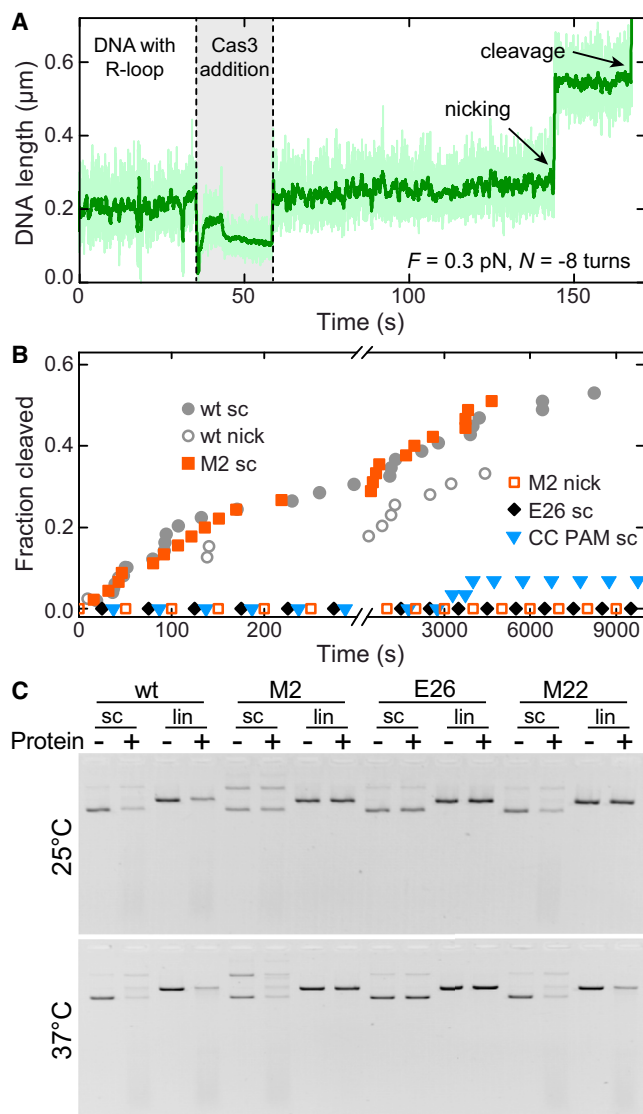 A
DNA with R-loop
Cas3 addition
cleavage
nicking
F = 0.3 pN, N = -8 turns
DNA length (µm)
0.6
0.4
0.2
0.0
0 50 100 150
Time (s)
B
Fraction cleaved
0.6
0.4
0.2
0.0
wt sc
wt nick
M2 sc
M2 nick
E26 sc
CC PAM sc
0 100 200 3000 6000 9000
Time (s)
C
wt M2 E26 M22
sc lin sc lin sc lin sc lin
Protein - + - + - + - + - + - + - + - +
25°C
37°C